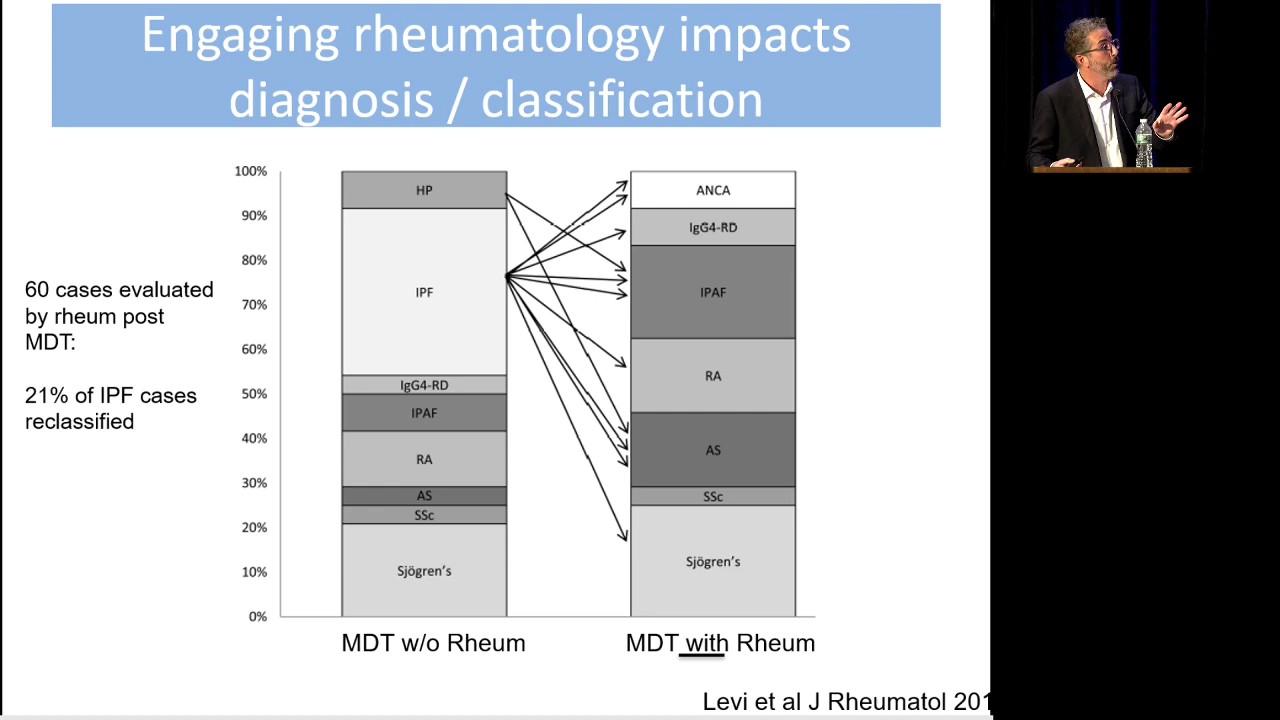 Engaging rheumatology impacts
diagnosis / classification
60 cases evaluated
by rheum post
MDT:
21% of IPF cases
reclassified
100%
90%
80%
70%
60%
50%
40%
30%
20%
10%
0%
HP
IPF
IgG4-RD
IPAF
RA
AS
SSc
Sjögren's
ANCA
IgG4-RD
IPAF
RA
AS
SSc
Sjögren's
MDT w/o Rheum
MDT with Rheum
Levi et al J Rheumatol